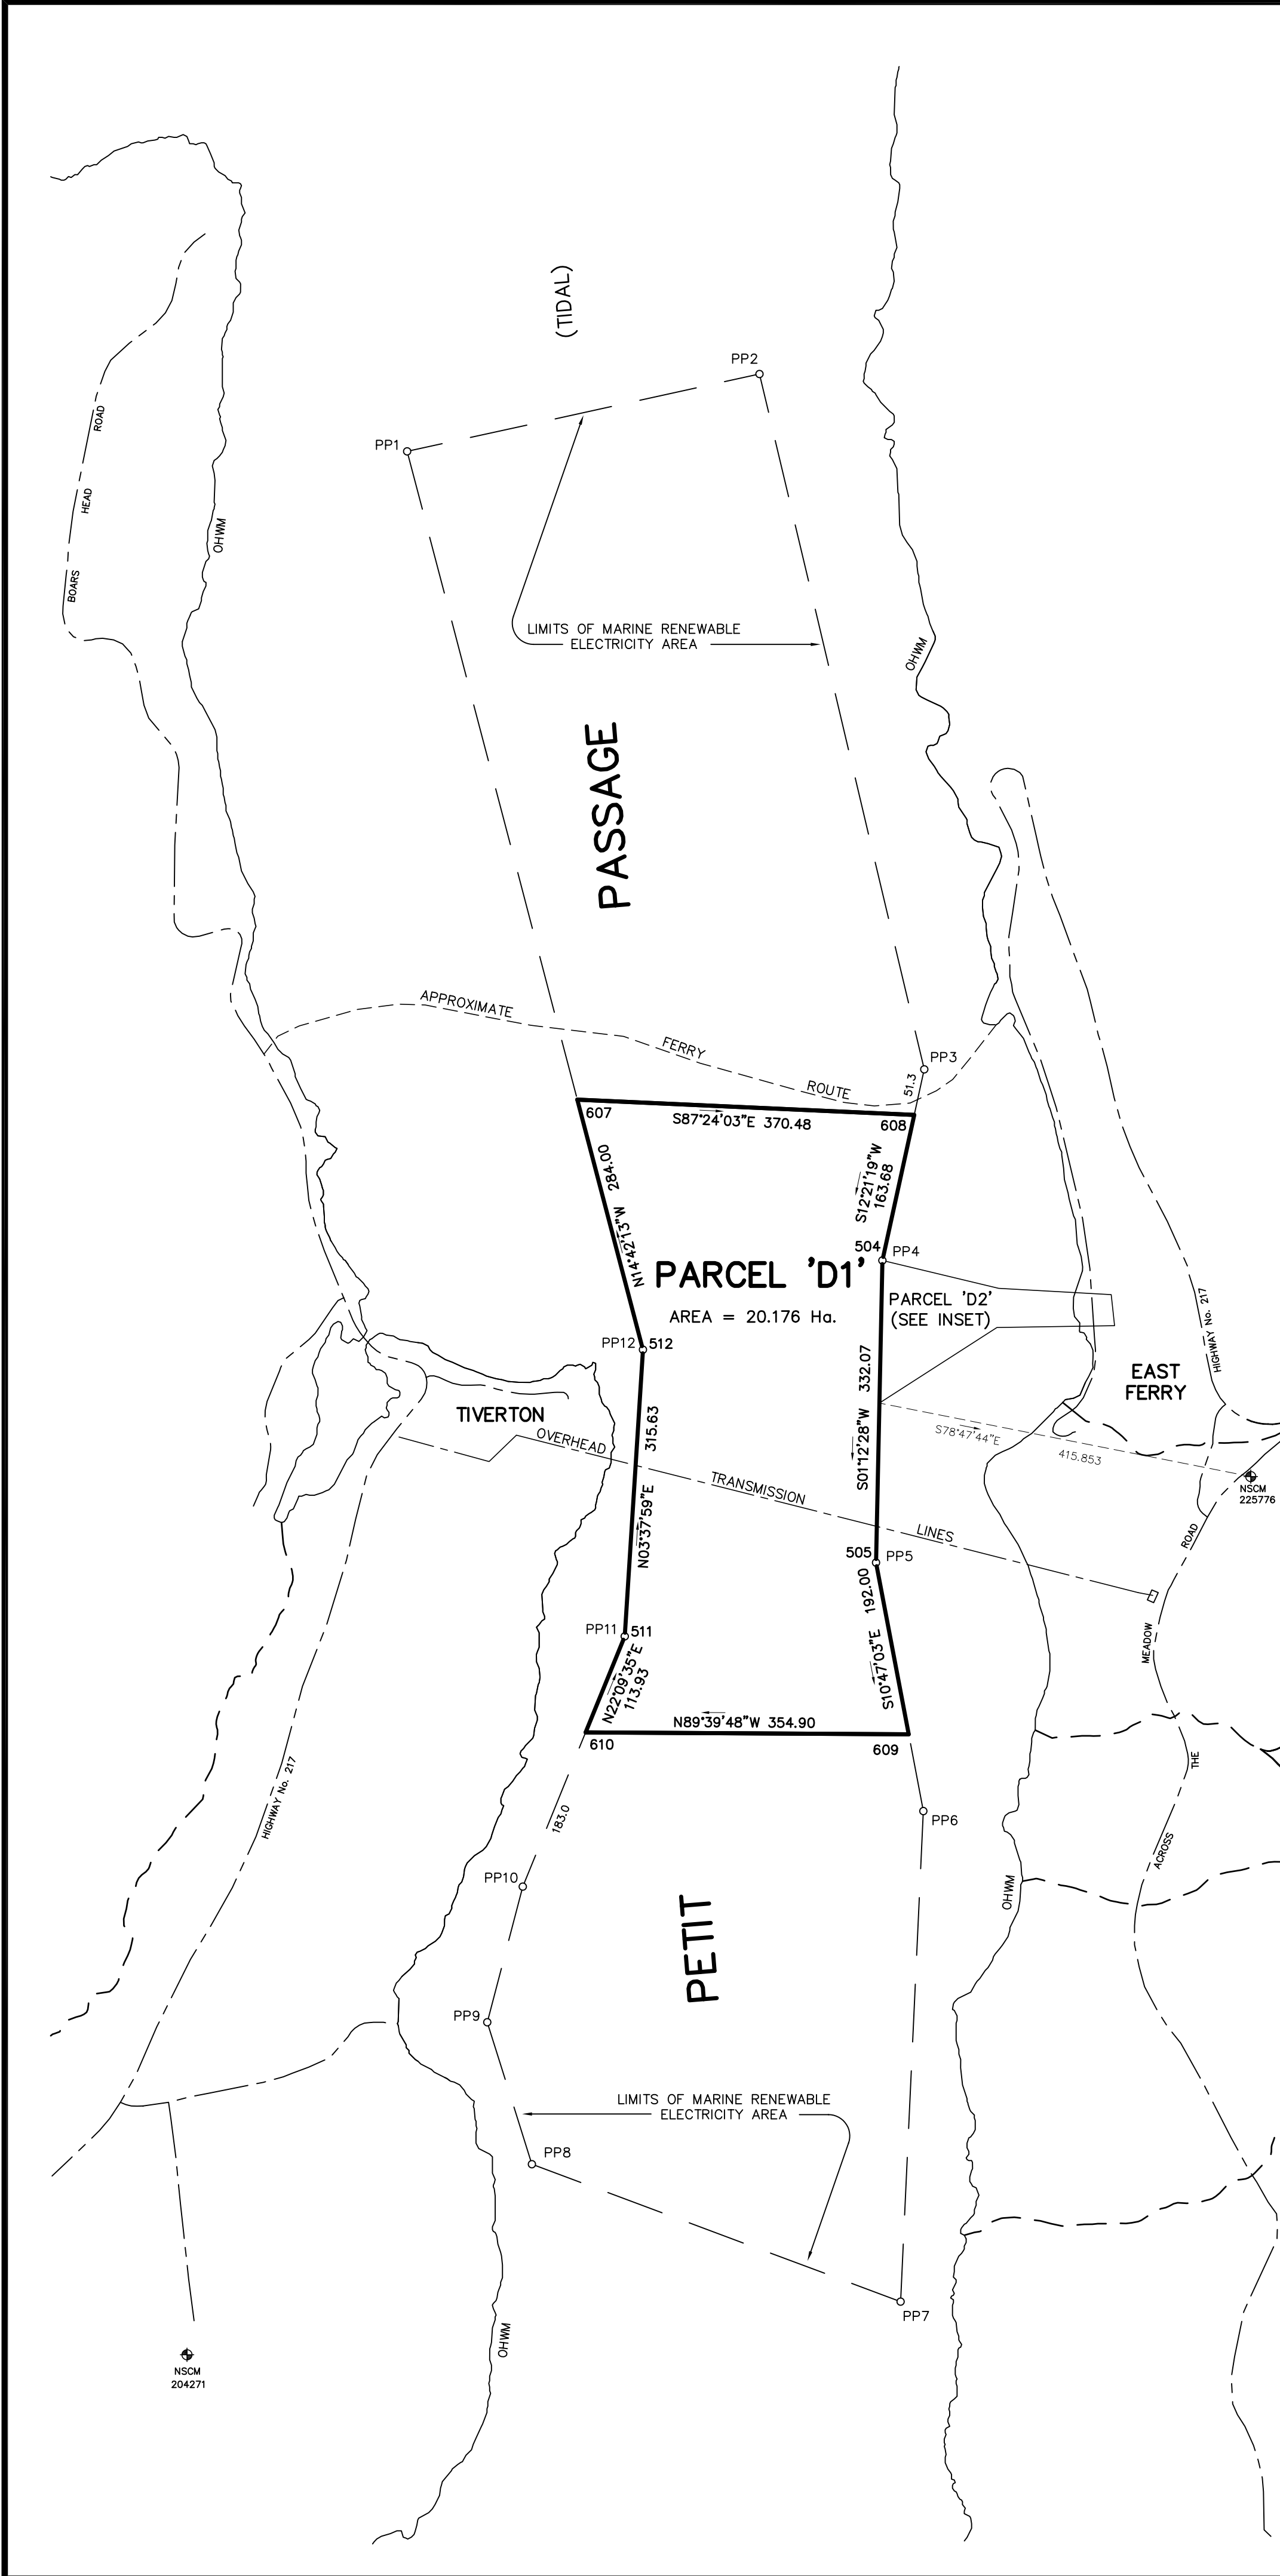 (TIDAL)
PP2
PP1
ROAD
HEAD
BOARS
OHWM
LIMITS OF MARINE RENEWABLE
ELECTRICITY AREA
OHWM
PASSAGE
APPROXIMATE
FERRY
ROUTE
PP3
51.3
607
S87°24'03"E 370.48
608
N14°42'13"W 284.00
S12°21'19"W
163.68
504
PP4
PARCEL 'D1'
AREA = 20.176 Ha.
PARCEL 'D2'
(SEE INSET)
HIGHWAY No. 217
PP12
512
EAST
FERRY
TIVERTON
OVERHEAD
TRANSMISSION
LINES
N03°37'59"E 315.63
S01°12'28"W 332.07
S78°47'44"E
415.853
NSCM
225776
ROAD
505
PP5
MEADOW
PP11
511
N22°09'35"E
113.93
S10°47'03"E 192.00
N89°39'48"W 354.90
610
609
THE
HIGHWAY No. 217
183.0
PP6
ACROSS
PP10
OHWM
PETIT
PP9
LIMITS OF MARINE RENEWABLE
ELECTRICITY AREA
PP8
PP7
OHWM
NSCM
204271